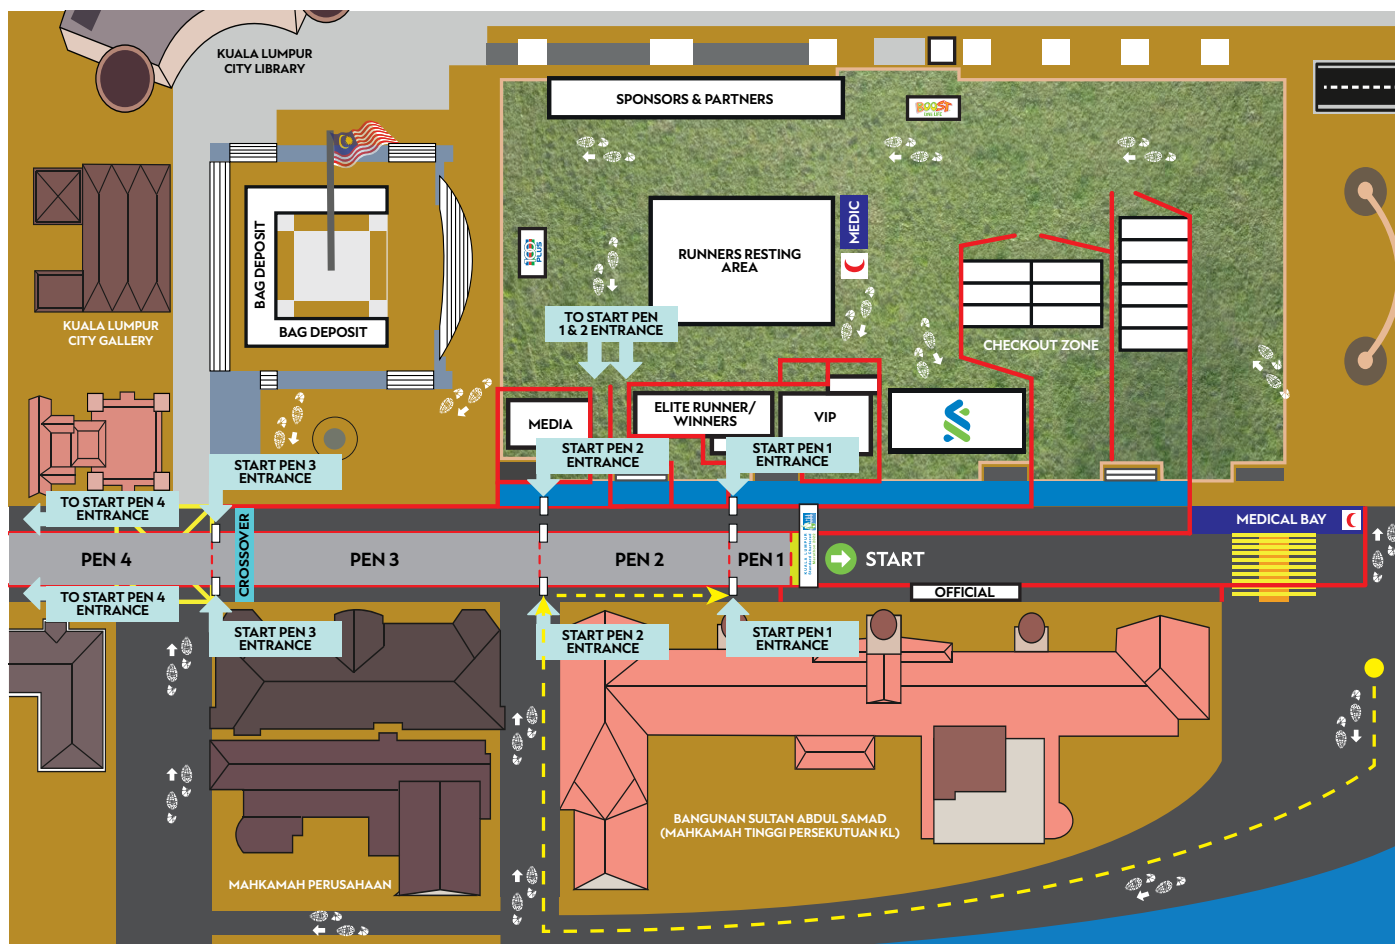 KUALA LUMPUR
CITY LIBRARY
SPONSORS & PARTNERS
BOOST
BAG DEPOSIT
MEDIC
100
PLUS
RUNNERS RESTING
AREA
BAG DEPOSIT
KUALA LUMPUR
CITY GALLERY
TO START PEN
1 & 2 ENTRANCE
CHECKOUT ZONE
MEDIA
ELITE RUNNER/
WINNERS
VIP
START PEN 3
ENTRANCE
START PEN 2
ENTRANCE
START PEN 1
ENTRANCE
TO START PEN 4
ENTRANCE
CROSSOVER
MEDICAL BAY
PEN 4
PEN 3
PEN 2
PEN 1
START
TO START PEN 4
ENTRANCE
OFFICIAL
START PEN 3
ENTRANCE
START PEN 2
ENTRANCE
START PEN 1
ENTRANCE
BANGUNAN SULTAN ABDUL SAMAD
(MAHKAMAH TINGGI PERSEKUTUAN KL)
MAHKAMAH PERUSAHAAN